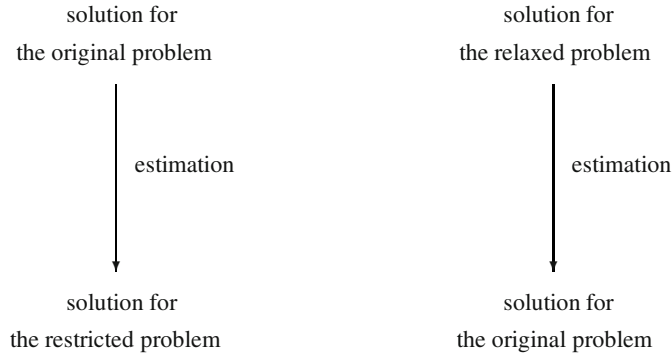 solution for
the original problem
estimation
solution for
the restricted problem
solution for
the relaxed problem
estimation
solution for
the original problem